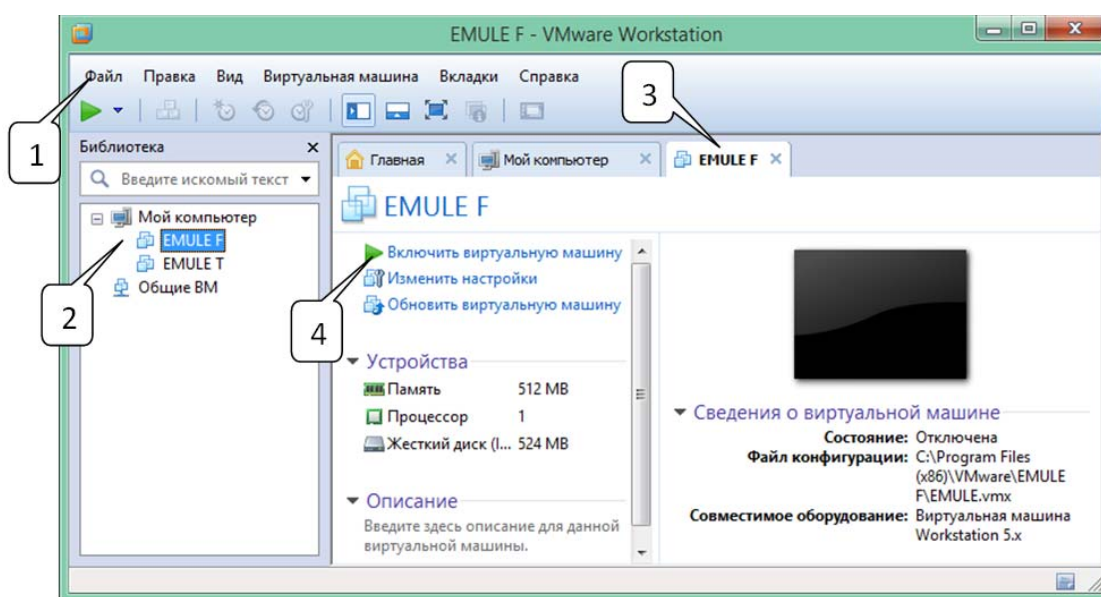 EMULE F - VMware Workstation
Файл Правка Вид Виртуальная машина Вкладки Справка
1
2
3
4
Библиотека
Введите искомый текст
Мой компьютер
EMULE F
EMULE T
Общие ВМ
Главная
Мой компьютер
EMULE F
EMULE F
Включить виртуальную машину
Изменить настройки
Обновить виртуальную машину
Устройства
Память 512 MB
Процессор 1
Жесткий диск (I... 524 MB
Описание
Введите здесь описание для данной
виртуальной машины.
Сведения о виртуальной машине
Состояние: Отключена
Файл конфигурации: C:\Program Files
(x86)\VMware\EMULE
F\EMULE.vmx
Совместимое оборудование: Виртуальная машина
Workstation 5.x